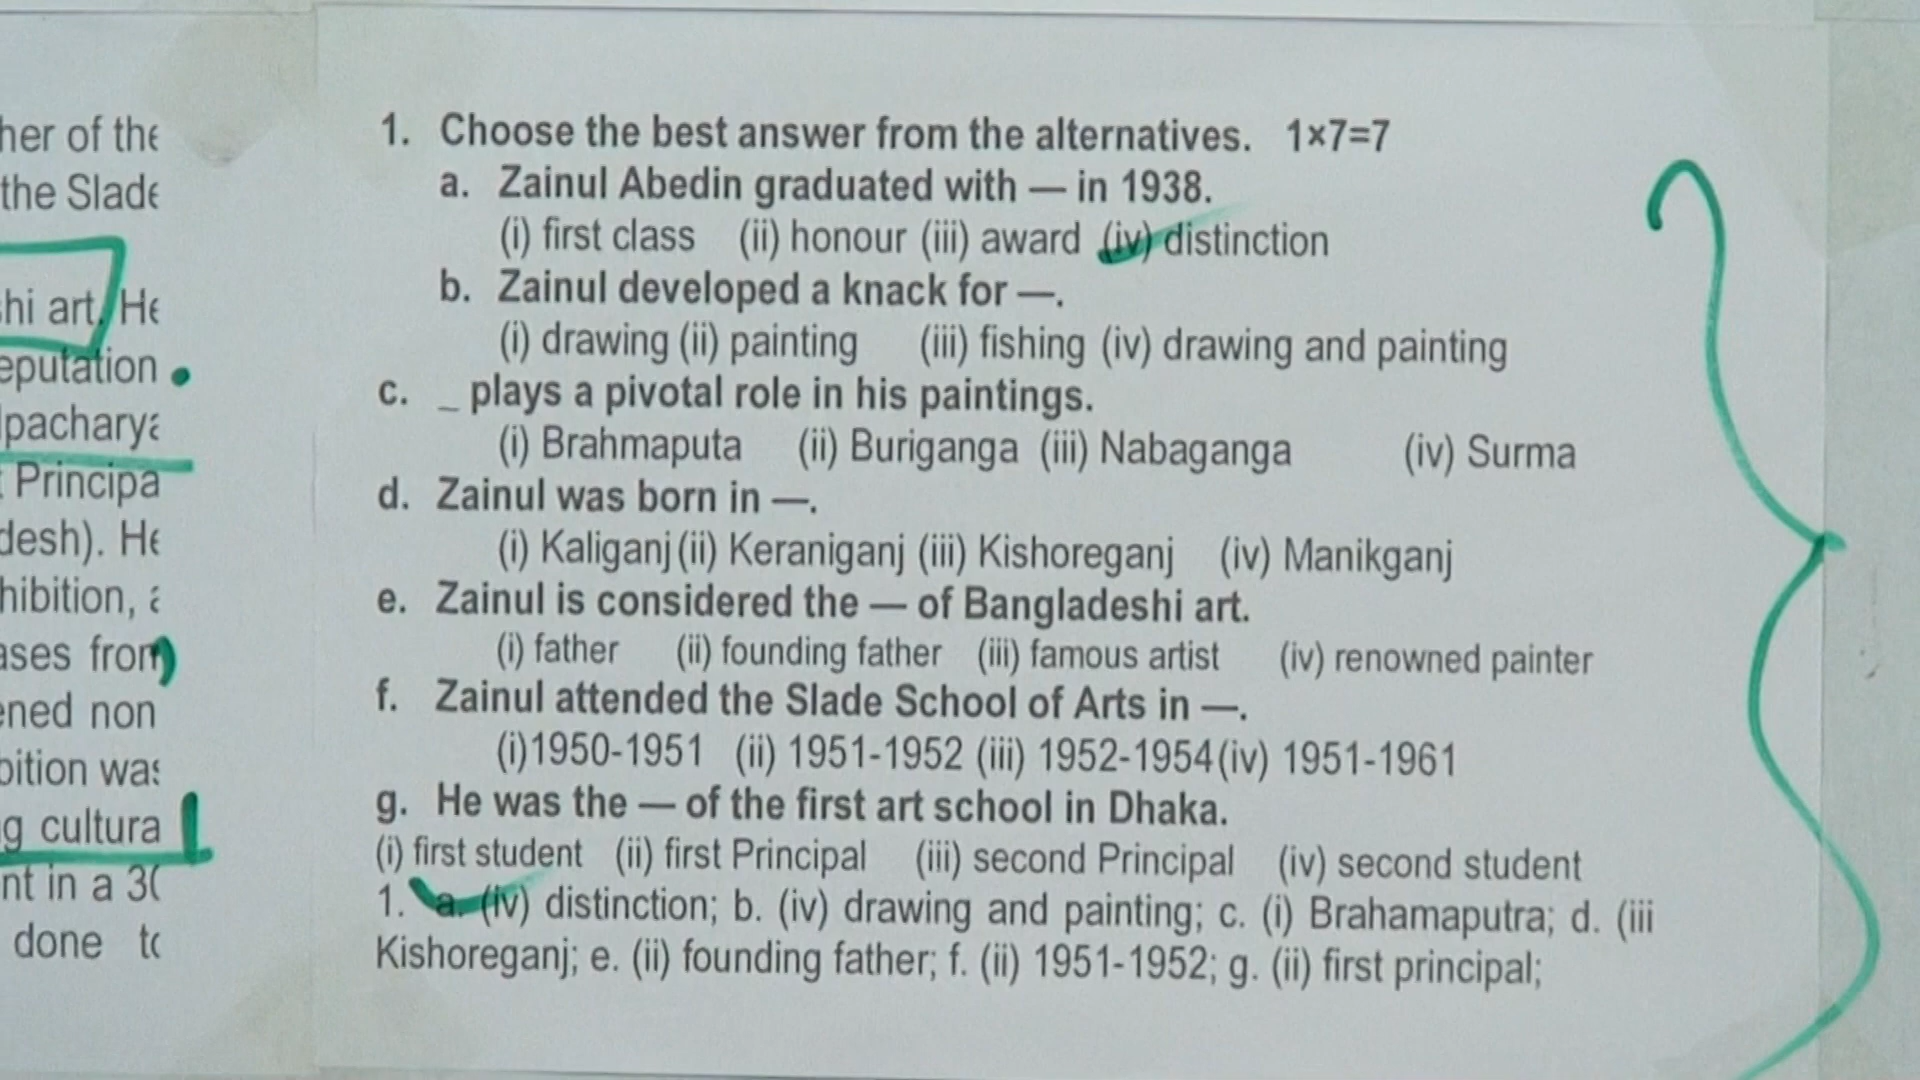 her of the
the Slade
hi art. He
eputation
lpacharya
Principa
desh). He
hibition, a
ases from
ened non
bition was
g cultura
nt in a 30
done to
1. Choose the best answer from the alternatives. 1×7=7
a. Zainul Abedin graduated with — in 1938.
(i) first class (ii) honour (iii) award (iv) distinction
b. Zainul developed a knack for —.
(i) drawing (ii) painting (iii) fishing (iv) drawing and painting
c. _ plays a pivotal role in his paintings.
(i) Brahmaputa (ii) Buriganga (iii) Nabaganga (iv) Surma
d. Zainul was born in —.
(i) Kaliganj (ii) Keraniganj (iii) Kishoreganj (iv) Manikganj
e. Zainul is considered the — of Bangladeshi art.
(i) father (ii) founding father (iii) famous artist (iv) renowned painter
f. Zainul attended the Slade School of Arts in —.
(i)1950-1951 (ii) 1951-1952 (iii) 1952-1954 (iv) 1951-1961
g. He was the — of the first art school in Dhaka.
(i) first student (ii) first Principal (iii) second Principal (iv) second student
1. a. (iv) distinction; b. (iv) drawing and painting; c. (i) Brahamaputra; d. (iii
Kishoreganj; e. (ii) founding father; f. (ii) 1951-1952; g. (ii) first principal;